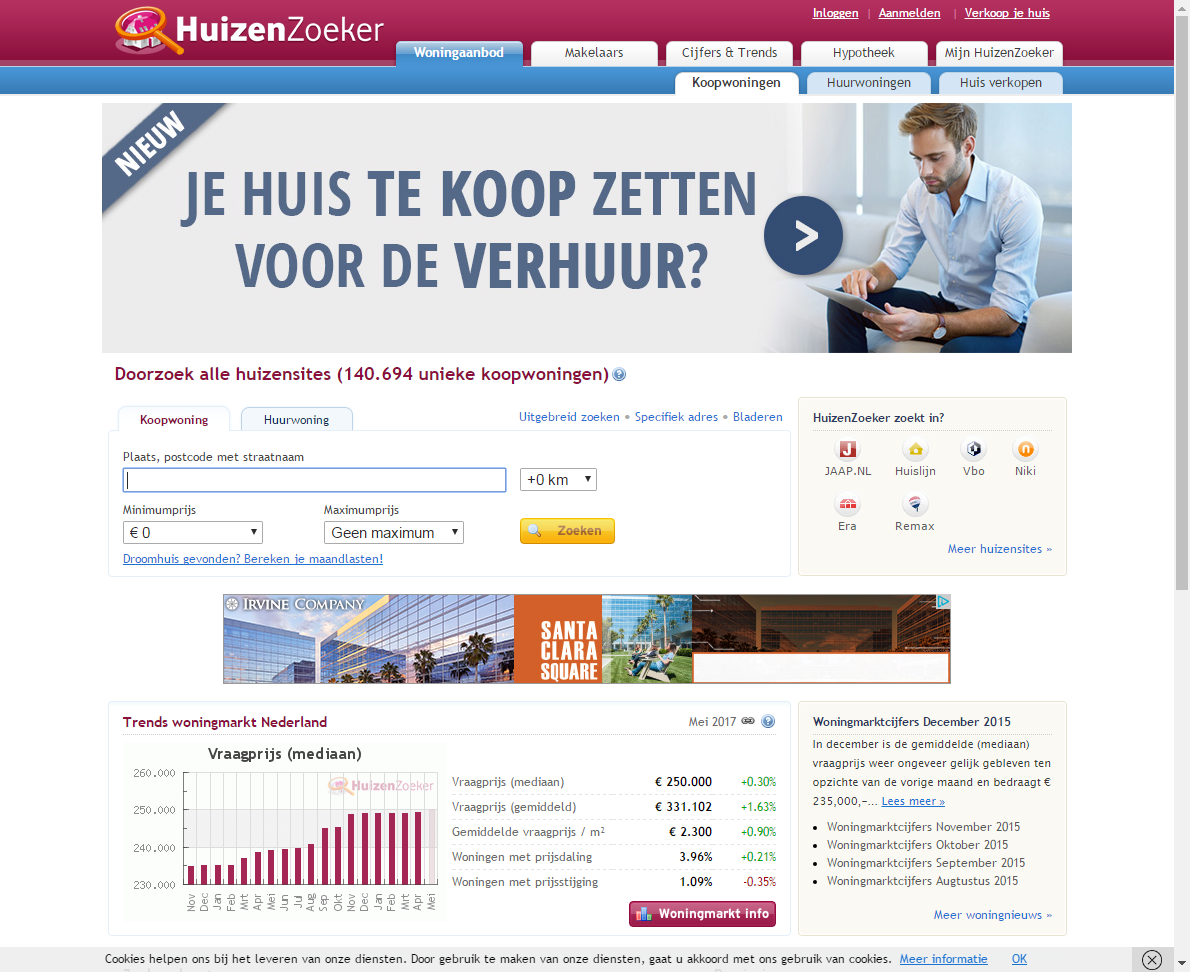 HuizenZoeker
Inloggen | Aanmelden | Verkoop je huis
Woningaanbod
Makelaars
Cijfers & Trends
Hypotheek
Mijn HuizenZoeker
Koopwoningen
Huurwoningen
Huis verkopen
NIEUW
JE HUIS TE KOOP ZETTEN
VOOR DE VERHUUR?
>
Doorzoek alle huizensites (140.694 unieke koopwoningen) ?
Koopwoning
Huurwoning
Uitgebreid zoeken • Specifiek adres • Bladeren
Plaats, postcode met straatnaam
+0 km
Minimumprijs
Maximumprijs
€ 0
Geen maximum
Zoeken
Droomhuis gevonden? Bereken je maandlasten!
HuizenZoeker zoekt in?
JAAP.NL
Huislijn
Vbo
Niki
Era
Remax
Meer huizensites »
IRVINE COMPANY
SANTA
CLARA
SQUARE
Trends woningmarkt Nederland
Mei 2017 ?
Vraagprijs (mediaan)
HuizenZoeker
260.000
250.000
240.000
230.000
Nov Dec Jan Feb Mrt Apr Mei Jun Jul Aug Sep Okt Nov Dec Jan Feb Mrt Apr Mei
Vraagprijs (mediaan) € 250.000 +0.30%
Vraagprijs (gemiddeld) € 331.102 +1.63%
Gemiddelde vraagprijs / m² € 2.300 +0.90%
Woningen met prijsdaling 3.96% +0.21%
Woningen met prijsstijging 1.09% -0.35%
Woningmarkt info
Woningmarktcijfers December 2015
In december is de gemiddelde (mediaan)
vraagprijs weer ongeveer gelijk gebleven ten
opzichte van de vorige maand en bedraagt €
235,000,-... Lees meer »
• Woningmarktcijfers November 2015
• Woningmarktcijfers Oktober 2015
• Woningmarktcijfers September 2015
• Woningmarktcijfers Augtustus 2015
Meer woningnieuws »
Cookies helpen ons bij het leveren van onze diensten. Door gebruik te maken van onze diensten, gaat u akkoord met ons gebruik van cookies. Meer informatie OK